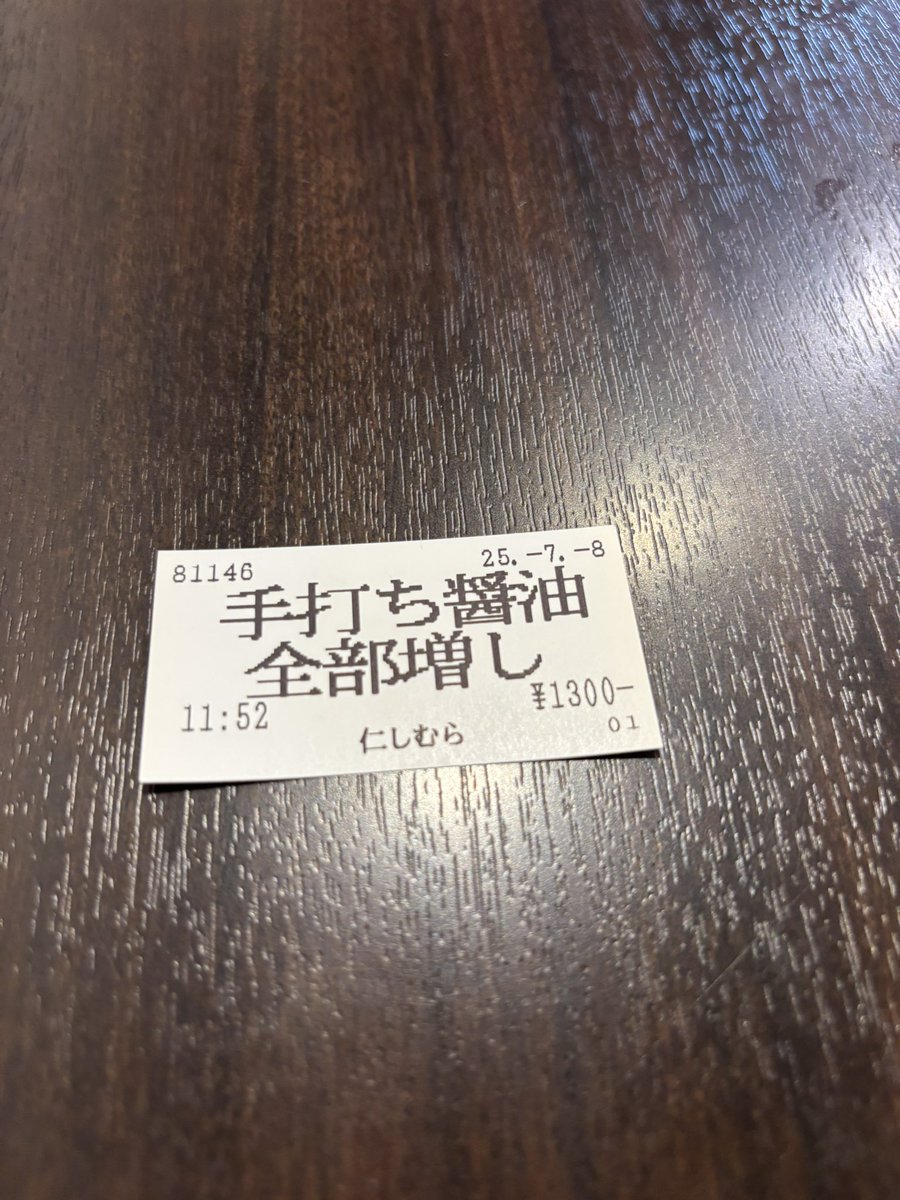 81146 25.-7.-8
手打ち醤油
全部増し
11:52 ¥1300-
仁しむら 01